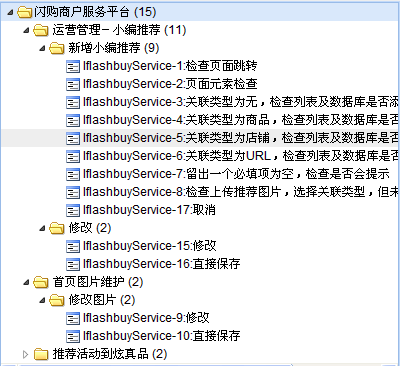 闪购商户服务平台 (15)
运营管理－小编推荐 (11)
新增小编推荐 (9)
IflashbuyService-1:检查页面跳转
IflashbuyService-2:页面元素检查
IflashbuyService-3:关联类型为无，检查列表及数据库是否添
IflashbuyService-4:关联类型为商品，检查列表及数据库是否
IflashbuyService-5:关联类型为店铺，检查列表及数据库是否
IflashbuyService-6:关联类型为URL，检查列表及数据库是否
IflashbuyService-7:留出一个必填项为空，检查是否会提示
IflashbuyService-8:检查上传推荐图片，选择关联类型，但未
IflashbuyService-17:取消
修改 (2)
IflashbuyService-15:修改
IflashbuyService-16:直接保存
首页图片维护 (2)
修改图片 (2)
IflashbuyService-9:修改
IflashbuyService-10:直接保存
推荐活动到炫真品 (2)